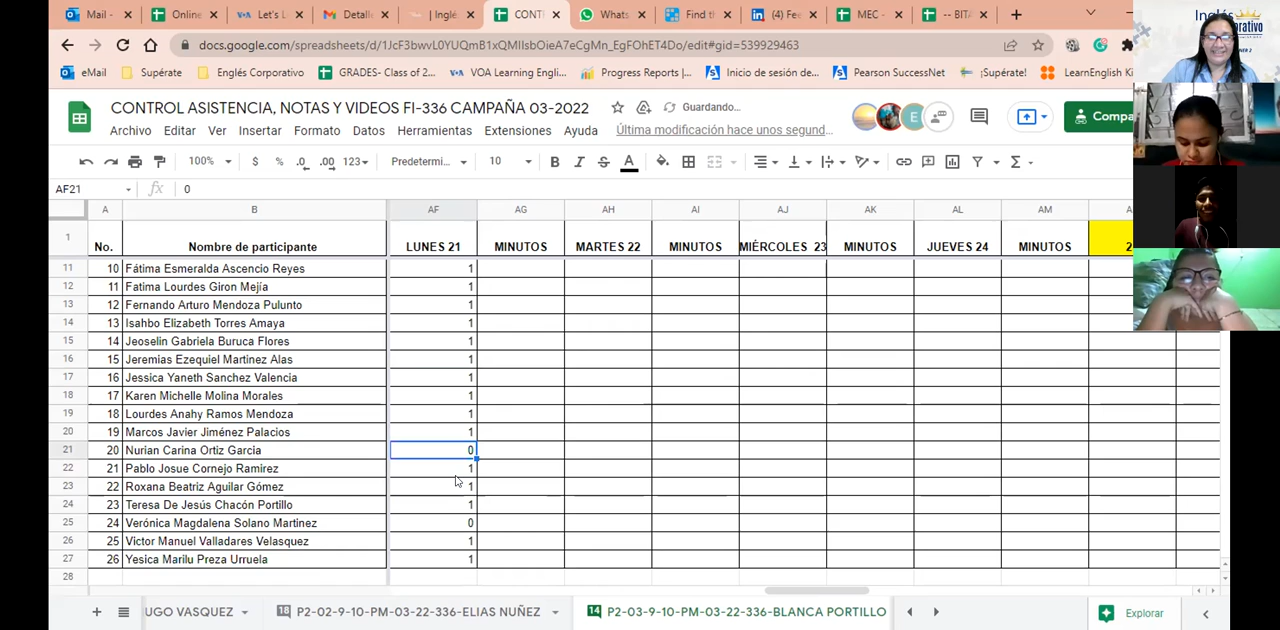 Mail - Online Let's L Detalle | Inglé. CONT Whats Find th (4) Fee MEC - -- BITA
docs.google.com/spreadsheets/d/1JcF3bwvL0YUQmB1xQMIIsbOieA7eCgMn_EgFOhET4Do/edit#gid=539929463
eMail Supérate Englés Corporativo GRADES- Class of 2... VOA Learning Engli... Progress Reports |... Inicio de sesión de... Pearson SuccessNet ¡Supérate! LearnEnglish Ki
CONTROL ASISTENCIA, NOTAS Y VIDEOS FI-336 CAMPAÑA 03-2022 Guardando...
Archivo Editar Ver Insertar Formato Datos Herramientas Extensiones Ayuda Última modificación hace unos segund... E Compa
100% $ % .0 .00 123 Predetermi... 10 B I S A
AF21 fx 0
A B AF AG AH AI AJ AK AL AM
1 No. Nombre de participante LUNES 21 MINUTOS MARTES 22 MINUTOS MIÉRCOLES 23 MINUTOS JUEVES 24 MINUTOS 2
11 10 Fátima Esmeralda Ascencio Reyes 1
12 11 Fatima Lourdes Giron Mejía 1
13 12 Fernando Arturo Mendoza Pulunto 1
14 13 Isahbo Elizabeth Torres Amaya 1
15 14 Jeoselin Gabriela Buruca Flores 1
16 15 Jeremias Ezequiel Martinez Alas 1
17 16 Jessica Yaneth Sanchez Valencia 1
18 17 Karen Michelle Molina Morales 1
19 18 Lourdes Anahy Ramos Mendoza 1
20 19 Marcos Javier Jiménez Palacios 1
21 20 Nurian Carina Ortiz Garcia 0
22 21 Pablo Josue Cornejo Ramirez 1
23 22 Roxana Beatriz Aguilar Gómez 1
24 23 Teresa De Jesús Chacón Portillo 1
25 24 Verónica Magdalena Solano Martinez 0
26 25 Victor Manuel Valladares Velasquez 1
27 26 Yesica Marilu Preza Urruela 1
28
UGO VASQUEZ 18 P2-02-9-10-PM-03-22-336-ELIAS NUÑEZ 14 P2-03-9-10-PM-03-22-336-BLANCA PORTILLO Explorar
Inglés